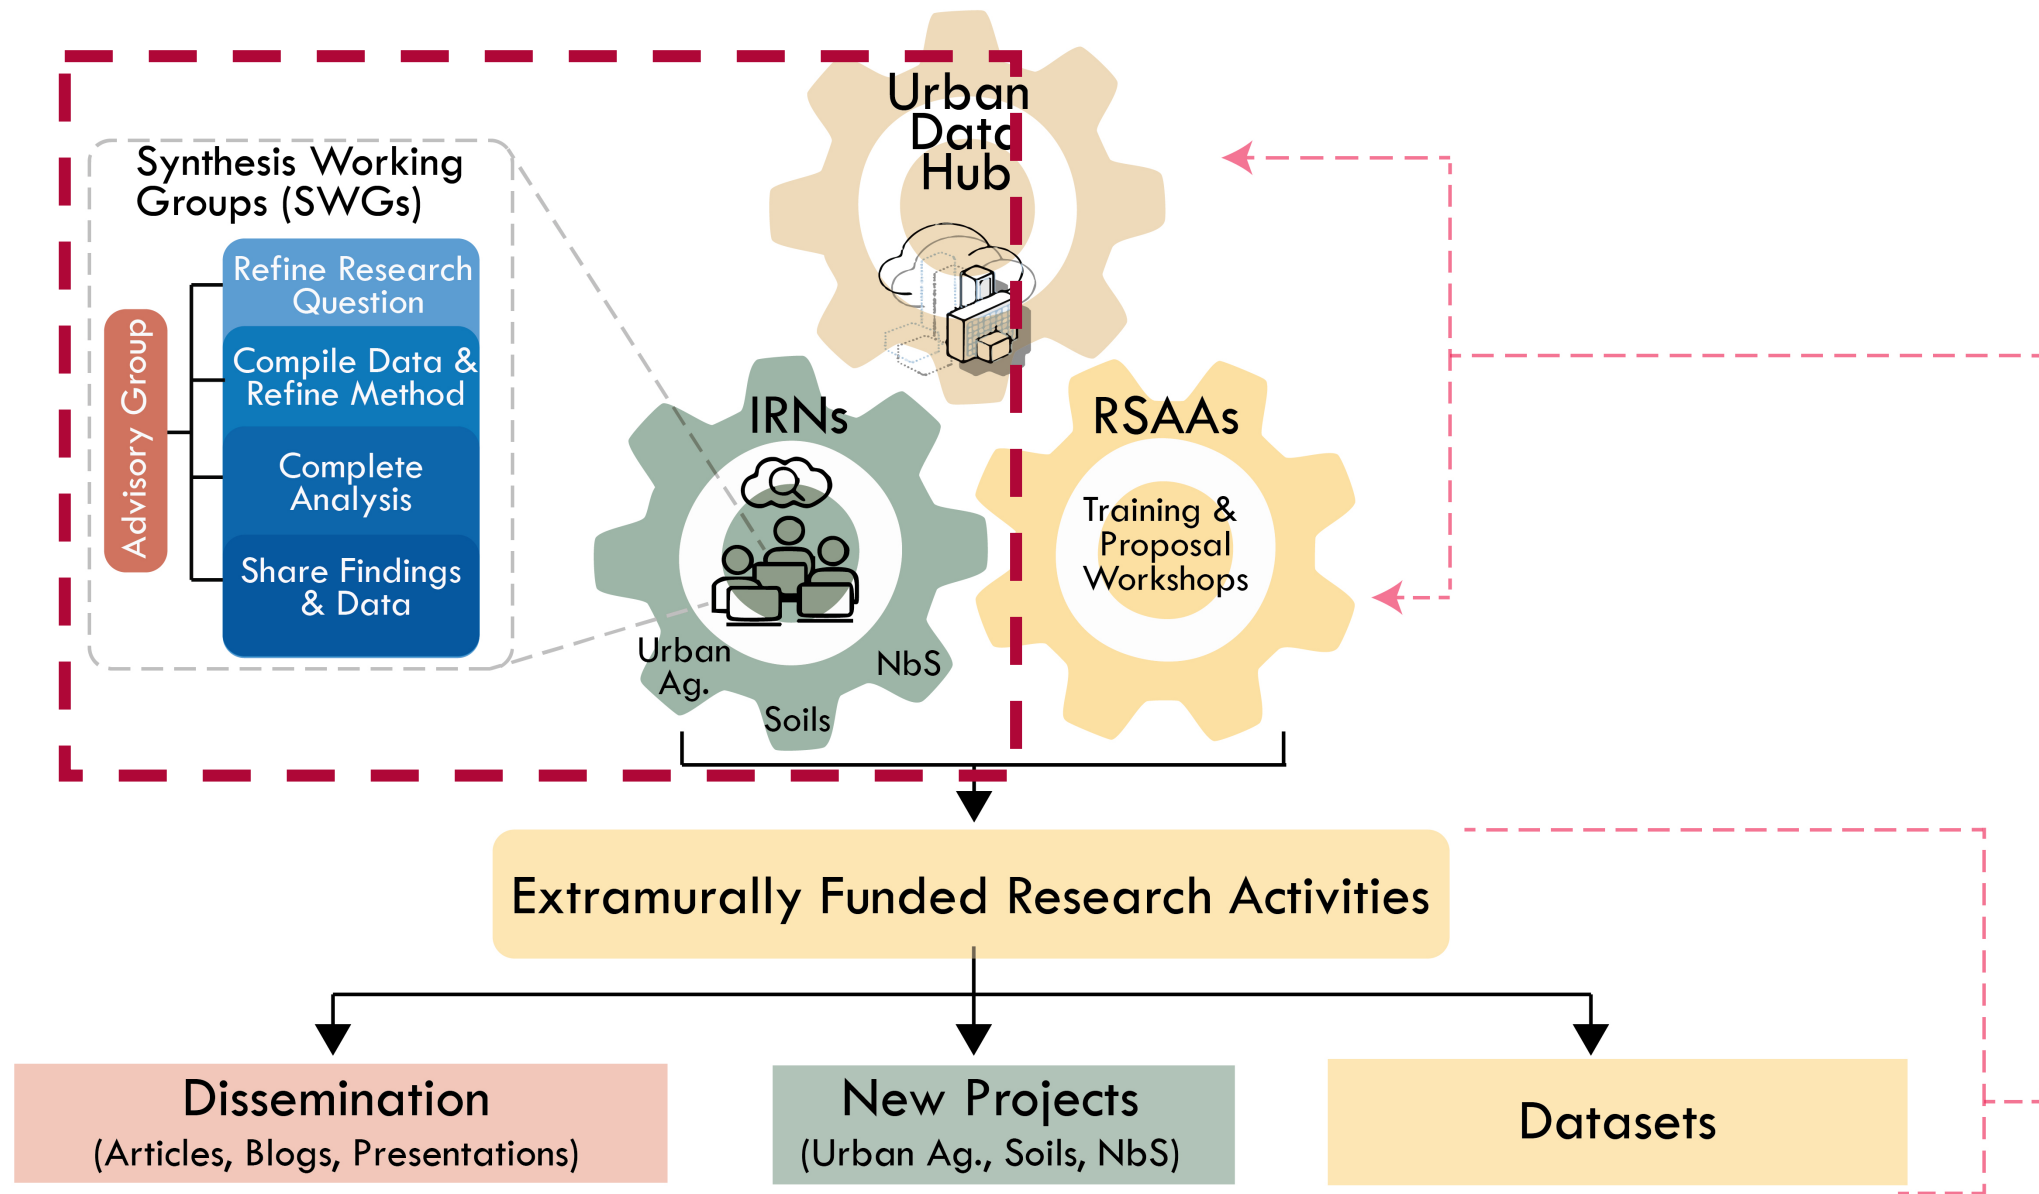 Urban
Data
Hub
Synthesis Working
Groups (SWGs)
Advisory Group
Refine Research
Question
Compile Data &
Refine Method
Complete
Analysis
Share Findings
& Data
IRNs
Urban
Ag.
Soils
NbS
RSAAs
Training &
Proposal
Workshops
Extramurally Funded Research Activities
Dissemination
(Articles, Blogs, Presentations)
New Projects
(Urban Ag., Soils, NbS)
Datasets